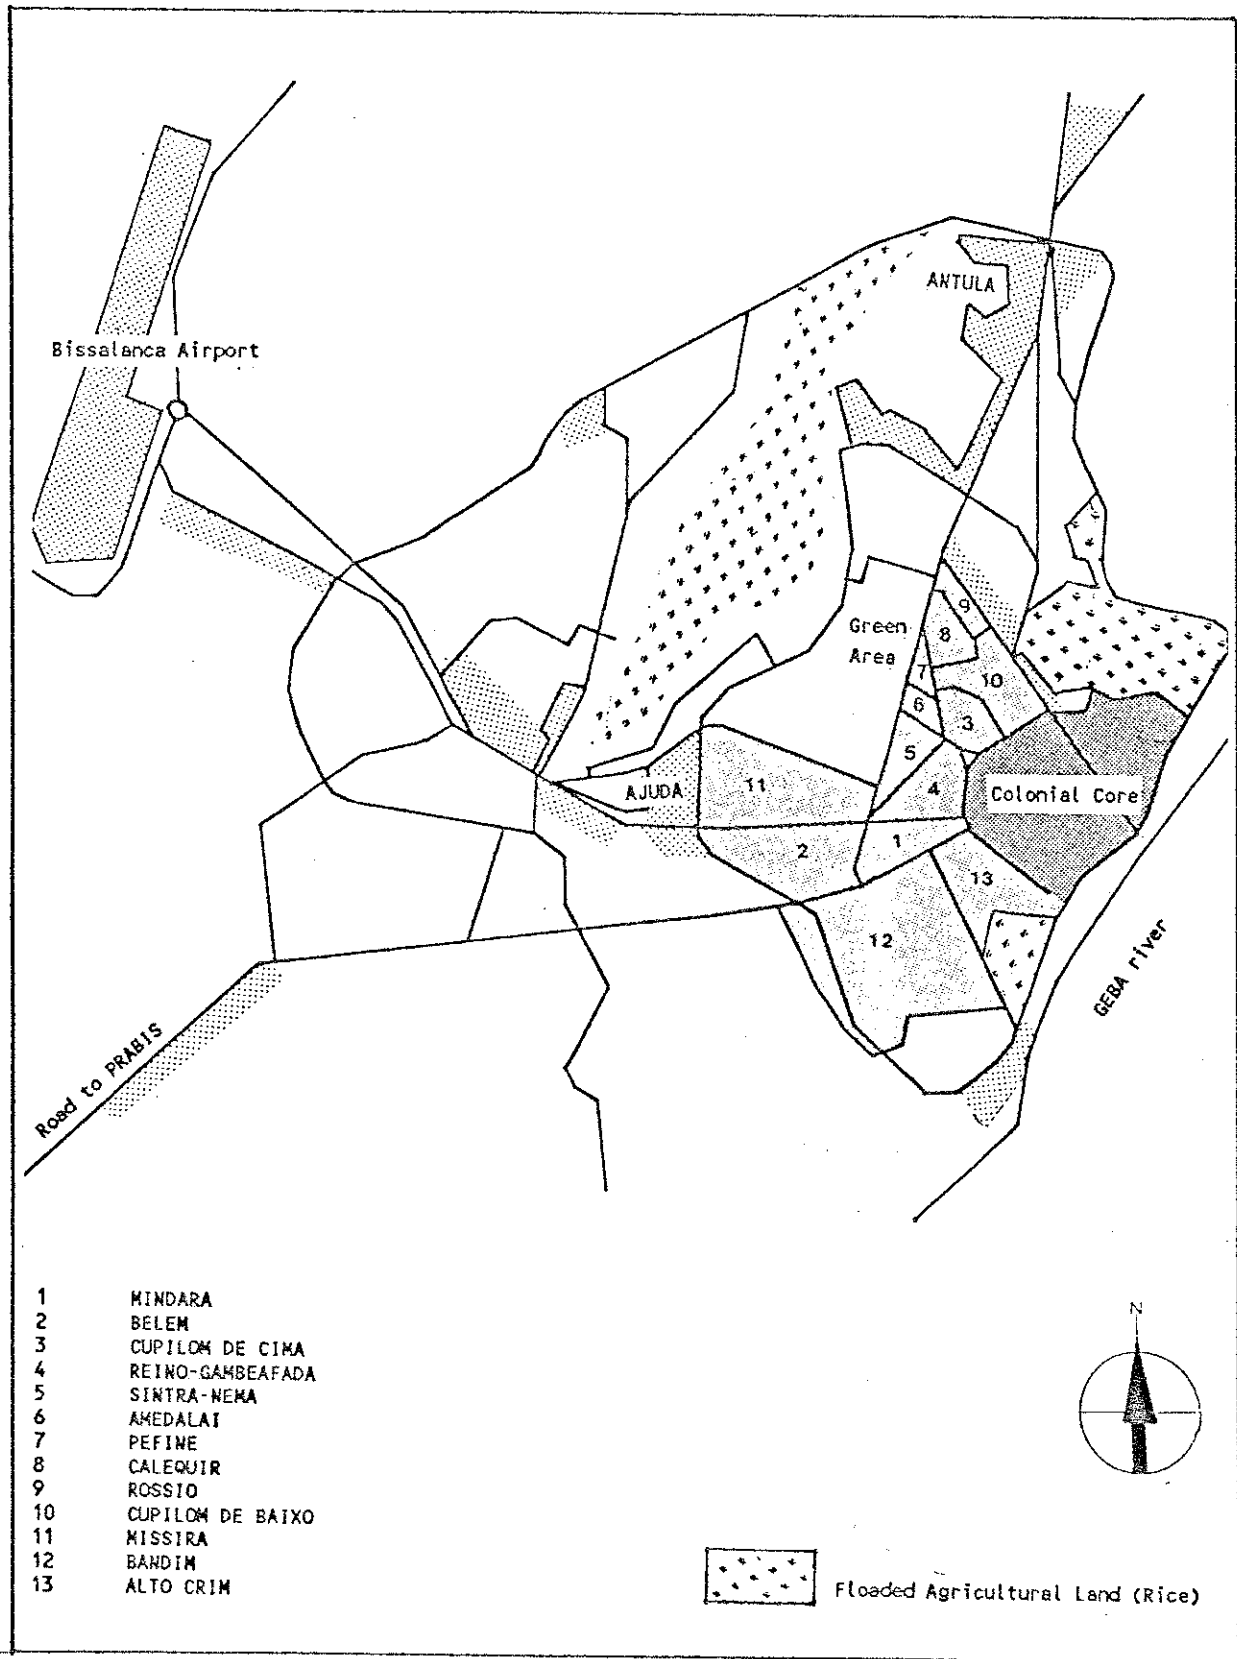 ANTULA
Bissalanca Airport
Green
Area
9
8
7
10
6
3
5
11
4
AJUDA
Colonial Core
1
2
13
12
GEBA river
Road to PRABIS
1 MINDARA
2 BELEM
3 CUPILOM DE CIMA
4 REINO-GAMBEAFADA
5 SINTRA-NEMA
6 AMEDALAI
7 PEFINE
8 CALEQUIR
9 ROSSIO
10 CUPILOM DE BAIXO
11 MISSIRA
12 BANDIM
13 ALTO CRIM
N
Floaded Agricultural Land (Rice)